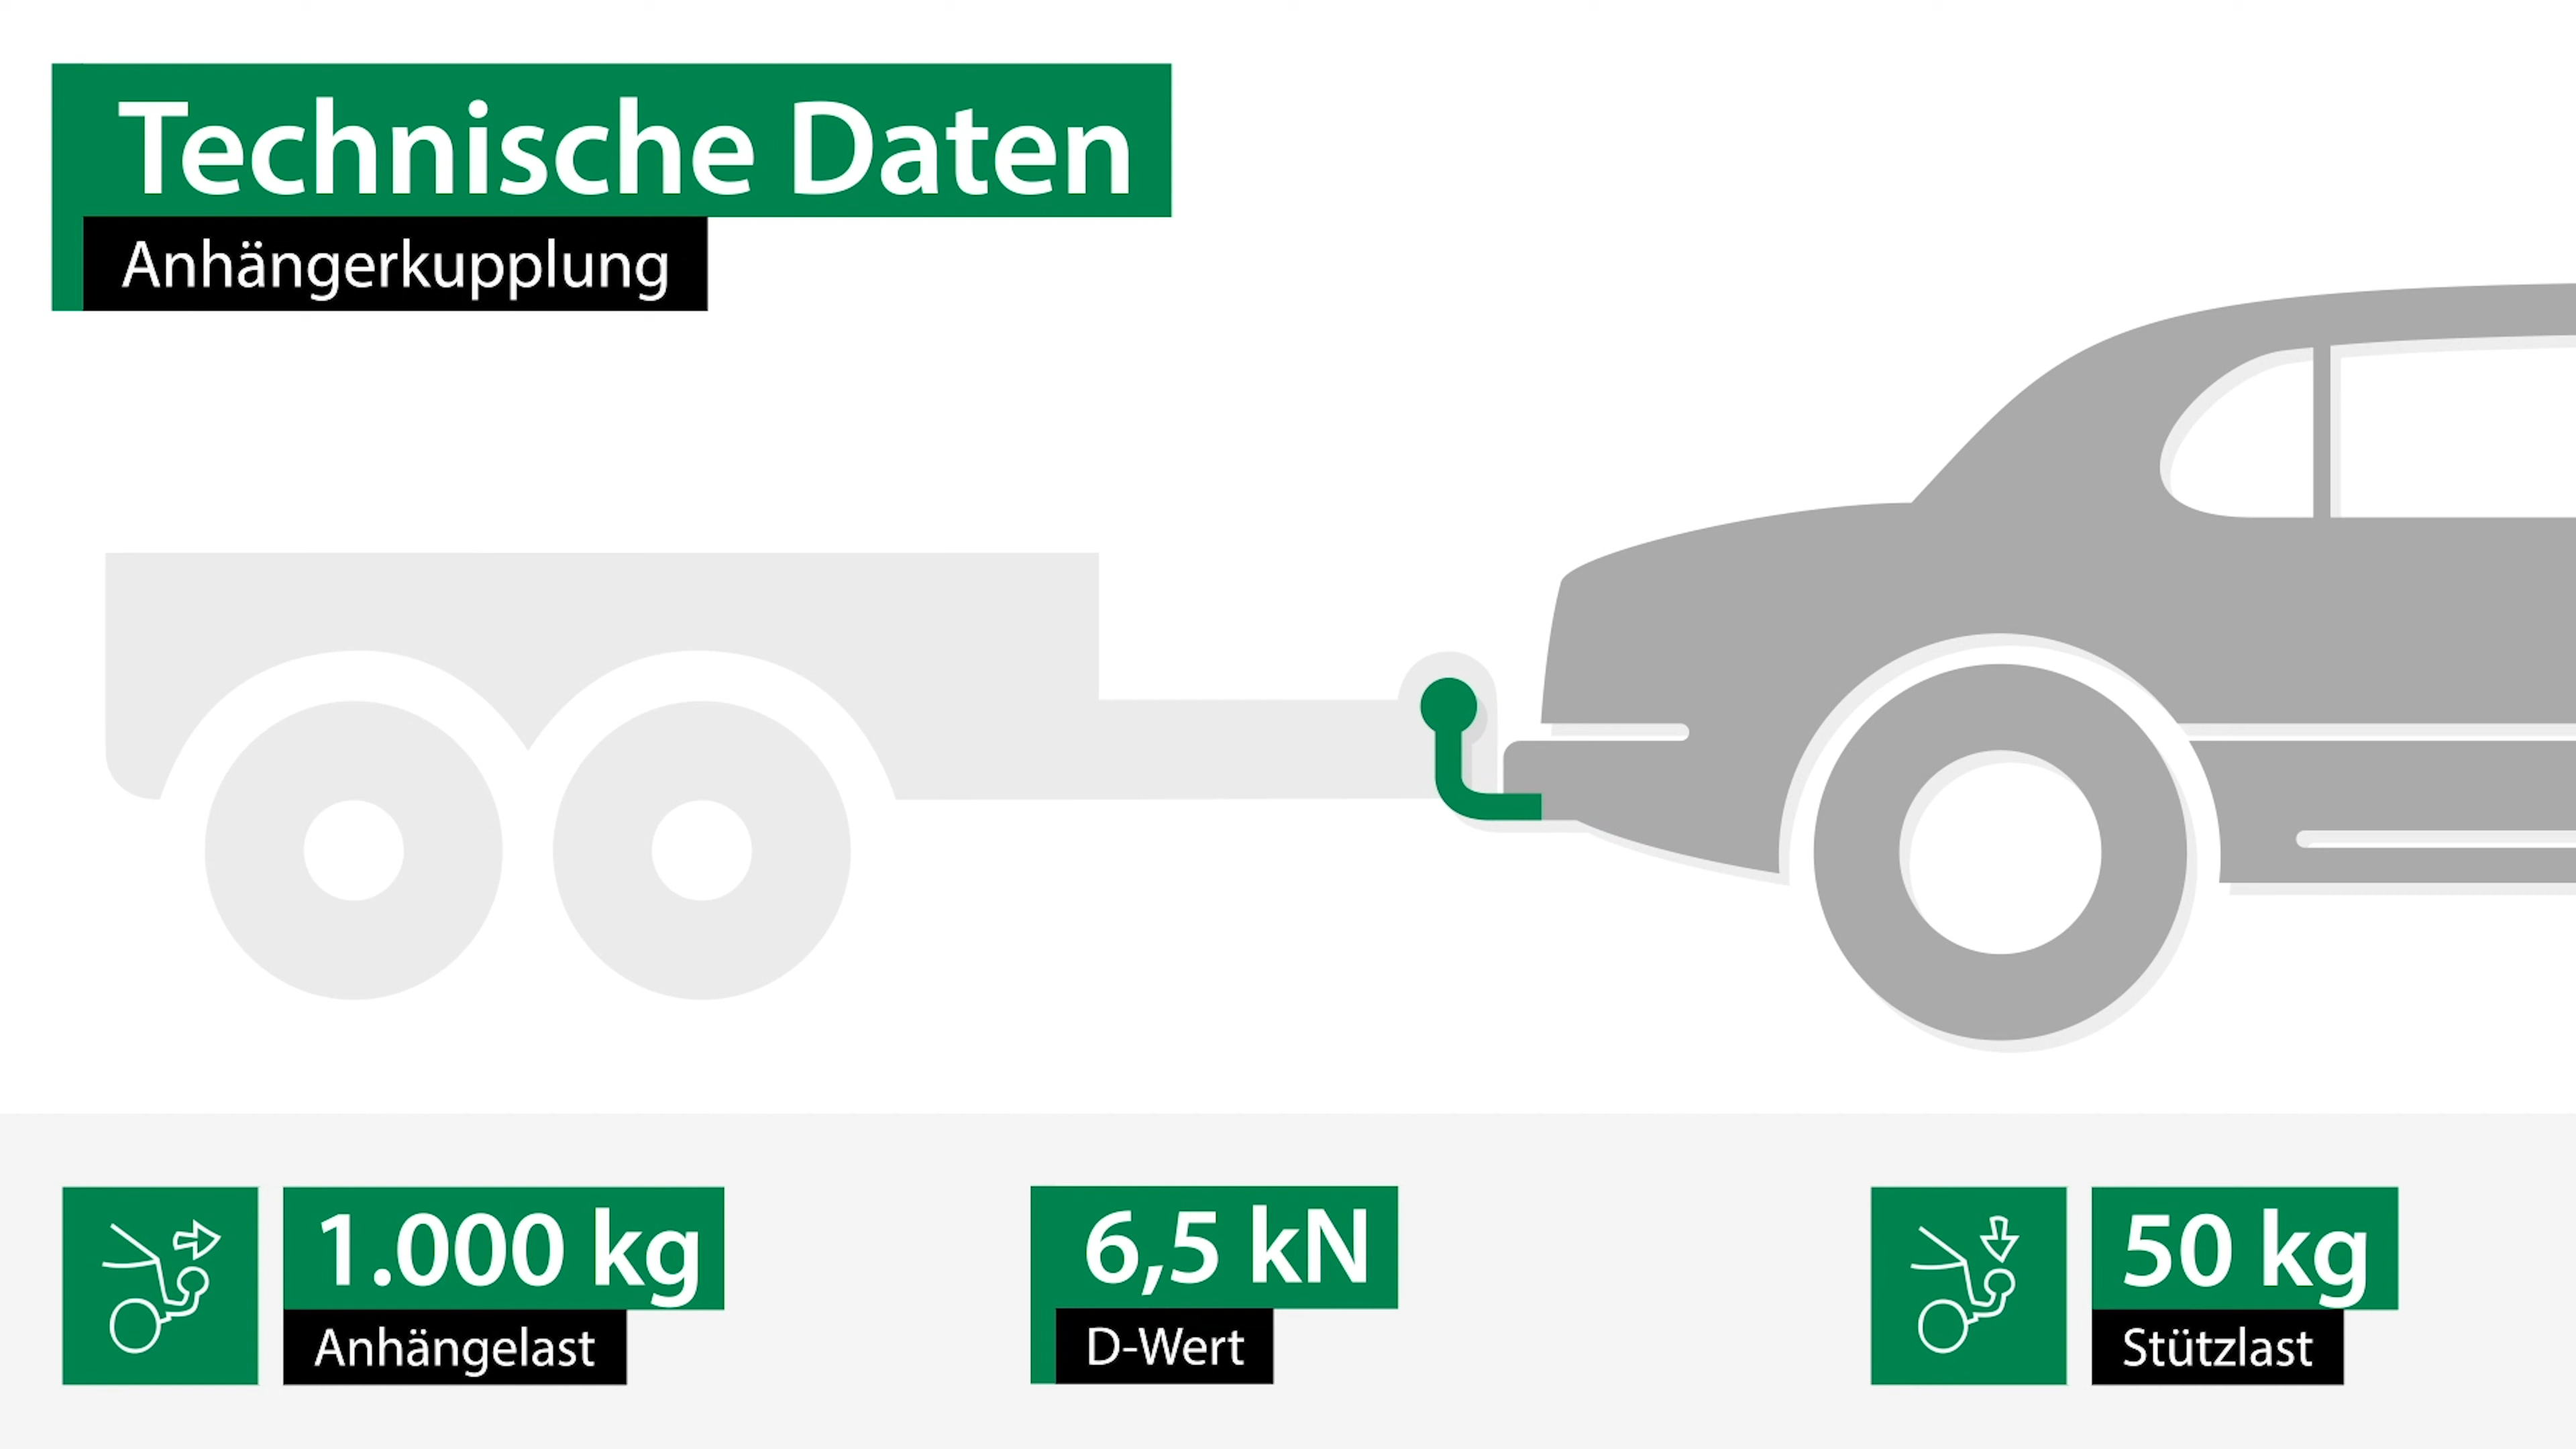 Technische Daten
Anhängerkupplung
1.000 kg
Anhängelast
6,5 kN
D-Wert
50 kg
Stützlast